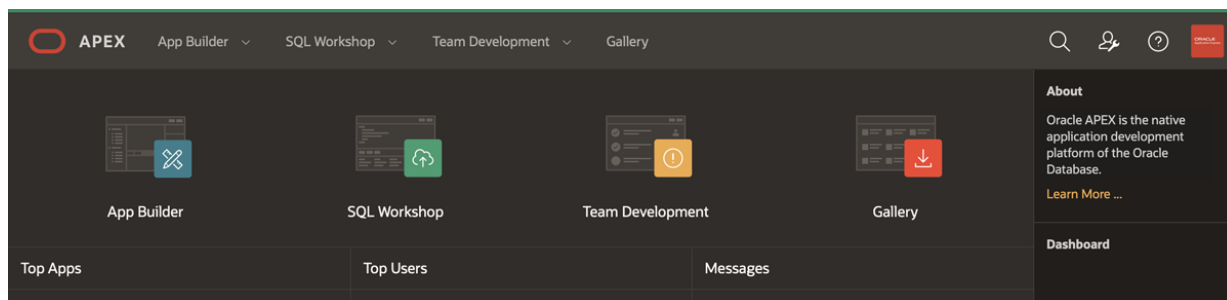 APEX
App Builder
SQL Workshop
Team Development
Gallery
App Builder
SQL Workshop
Team Development
Gallery
About
Oracle APEX is the native
application development
platform of the Oracle
Database.
Learn More ...
Dashboard
Top Apps
Top Users
Messages